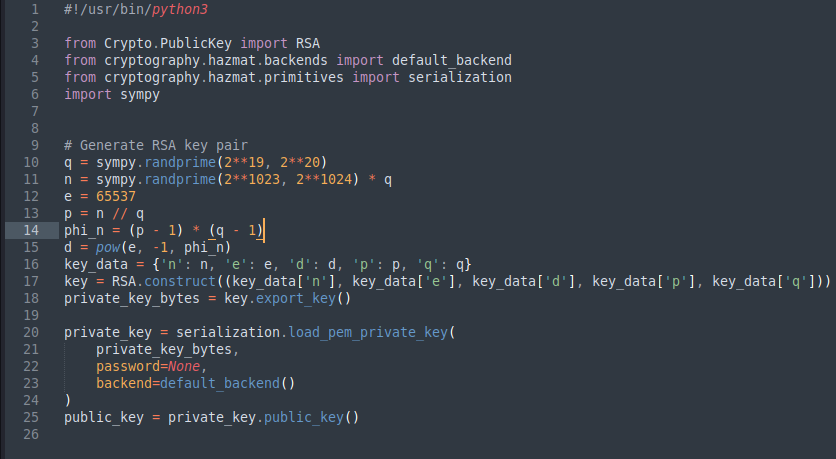 1 #!/usr/bin/python3
2
3 from Crypto.PublicKey import RSA
4 from cryptography.hazmat.backends import default_backend
5 from cryptography.hazmat.primitives import serialization
6 import sympy
7
8
9 # Generate RSA key pair
10 q = sympy.randprime(2**19, 2**20)
11 n = sympy.randprime(2**1023, 2**1024) * q
12 e = 65537
13 p = n // q
14 phi_n = (p - 1) * (q - 1)
15 d = pow(e, -1, phi_n)
16 key_data = {'n': n, 'e': e, 'd': d, 'p': p, 'q': q}
17 key = RSA.construct((key_data['n'], key_data['e'], key_data['d'], key_data['p'], key_data['q']))
18 private_key_bytes = key.export_key()
19
20 private_key = serialization.load_pem_private_key(
21     private_key_bytes,
22     password=None,
23     backend=default_backend()
24 )
25 public_key = private_key.public_key()
26